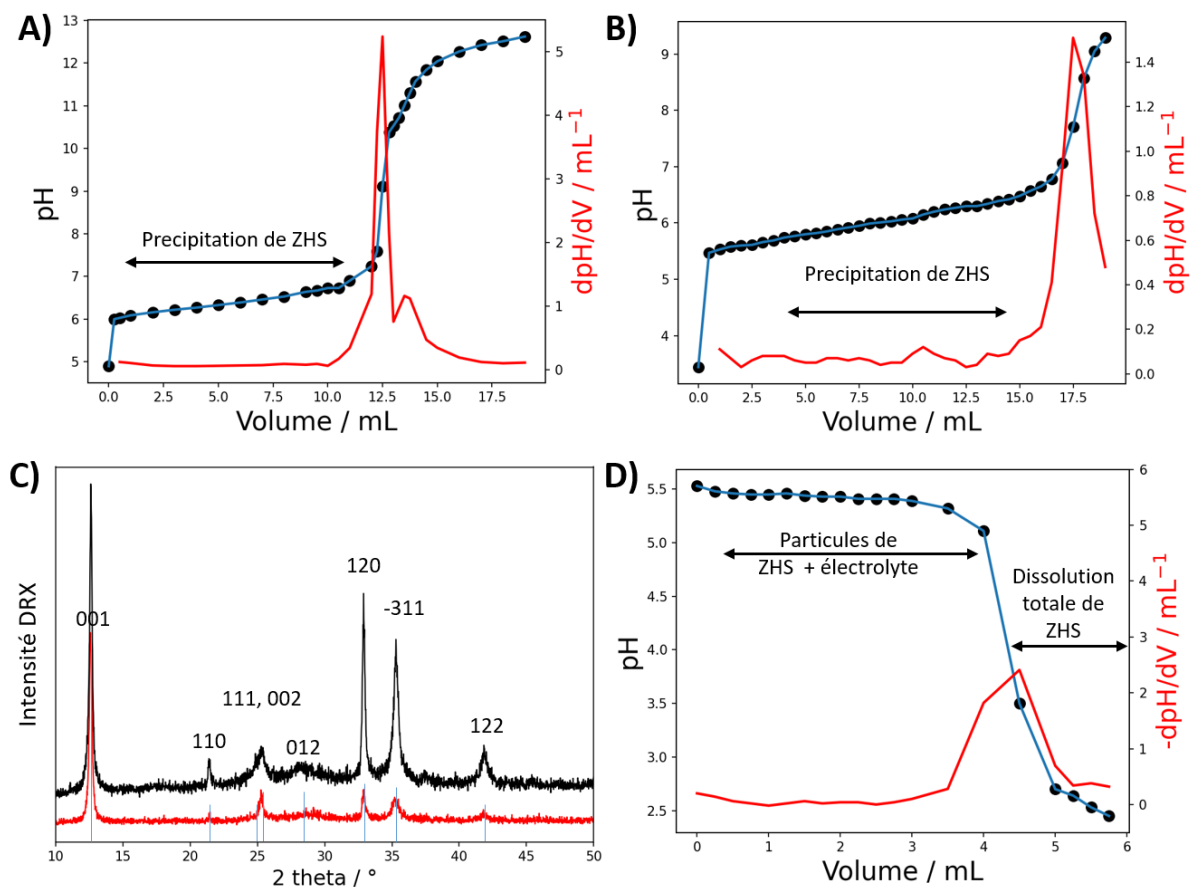 A)
13
12
11
10
9
8
7
6
5
pH
Precipitation de ZHS
5
4
3
2
1
0
dpH/dV / mL⁻¹
0.0 2.5 5.0 7.5 10.0 12.5 15.0 17.5
Volume / mL
B)
9
8
7
6
5
4
pH
Precipitation de ZHS
1.4
1.2
1.0
0.8
0.6
0.4
0.2
0.0
dpH/dV / mL⁻¹
0.0 2.5 5.0 7.5 10.0 12.5 15.0 17.5
Volume / mL
C)
Intensité DRX
001
110
111, 002
012
120
-311
122
10 15 20 25 30 35 40 45 50
2 theta / °
D)
5.5
5.0
4.5
4.0
3.5
3.0
2.5
pH
Particules de
ZHS + électrolyte
Dissolution
totale de
ZHS
6
5
4
3
2
1
0
-dpH/dV / mL⁻¹
0 1 2 3 4 5 6
Volume / mL